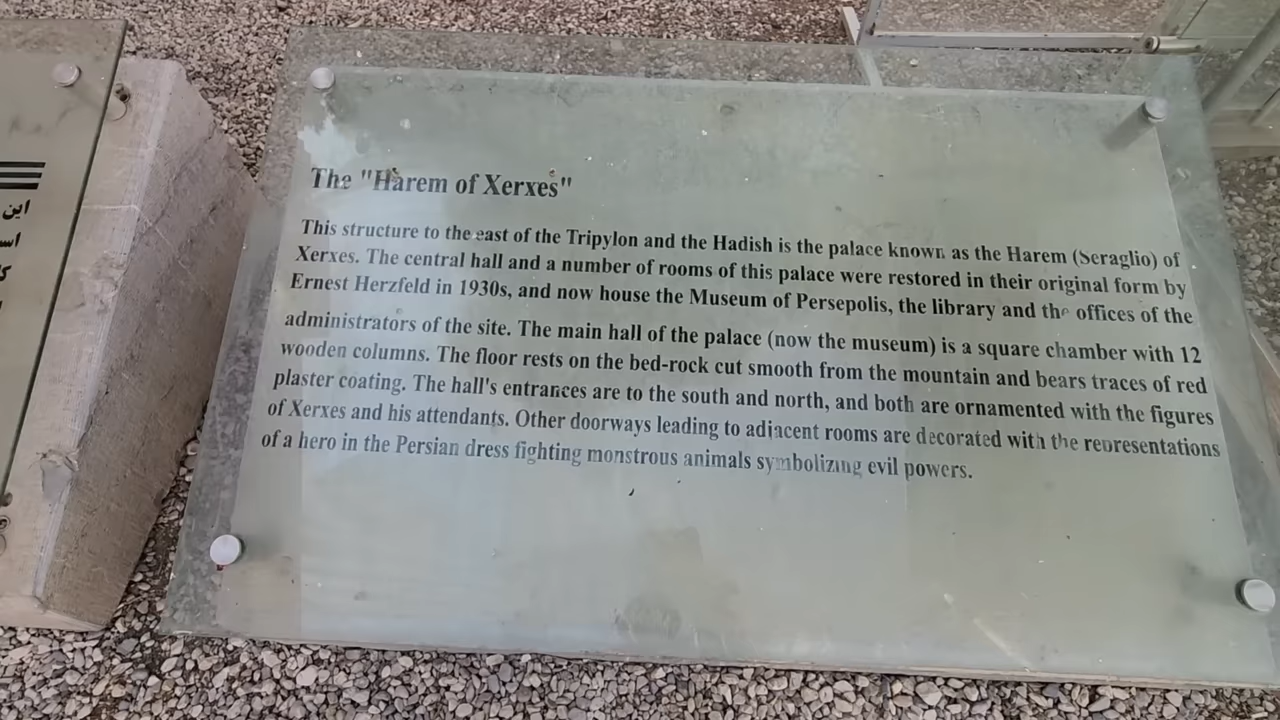 The "Harem of Xerxes"
This structure to the east of the Tripylon and the Hadish is the palace known as the Harem (Seraglio) of
Xerxes. The central hall and a number of rooms of this palace were restored in their original form by
Ernest Herzfeld in 1930s, and now house the Museum of Persepolis, the library and the offices of the
administrators of the site. The main hall of the palace (now the museum) is a square chamber with 12
wooden columns. The floor rests on the bed-rock cut smooth from the mountain and bears traces of red
plaster coating. The hall's entrances are to the south and north, and both are ornamented with the figures
of Xerxes and his attendants. Other doorways leading to adjacent rooms are decorated with the representations
of a hero in the Persian dress fighting monstrous animals symbolizing evil powers.
این